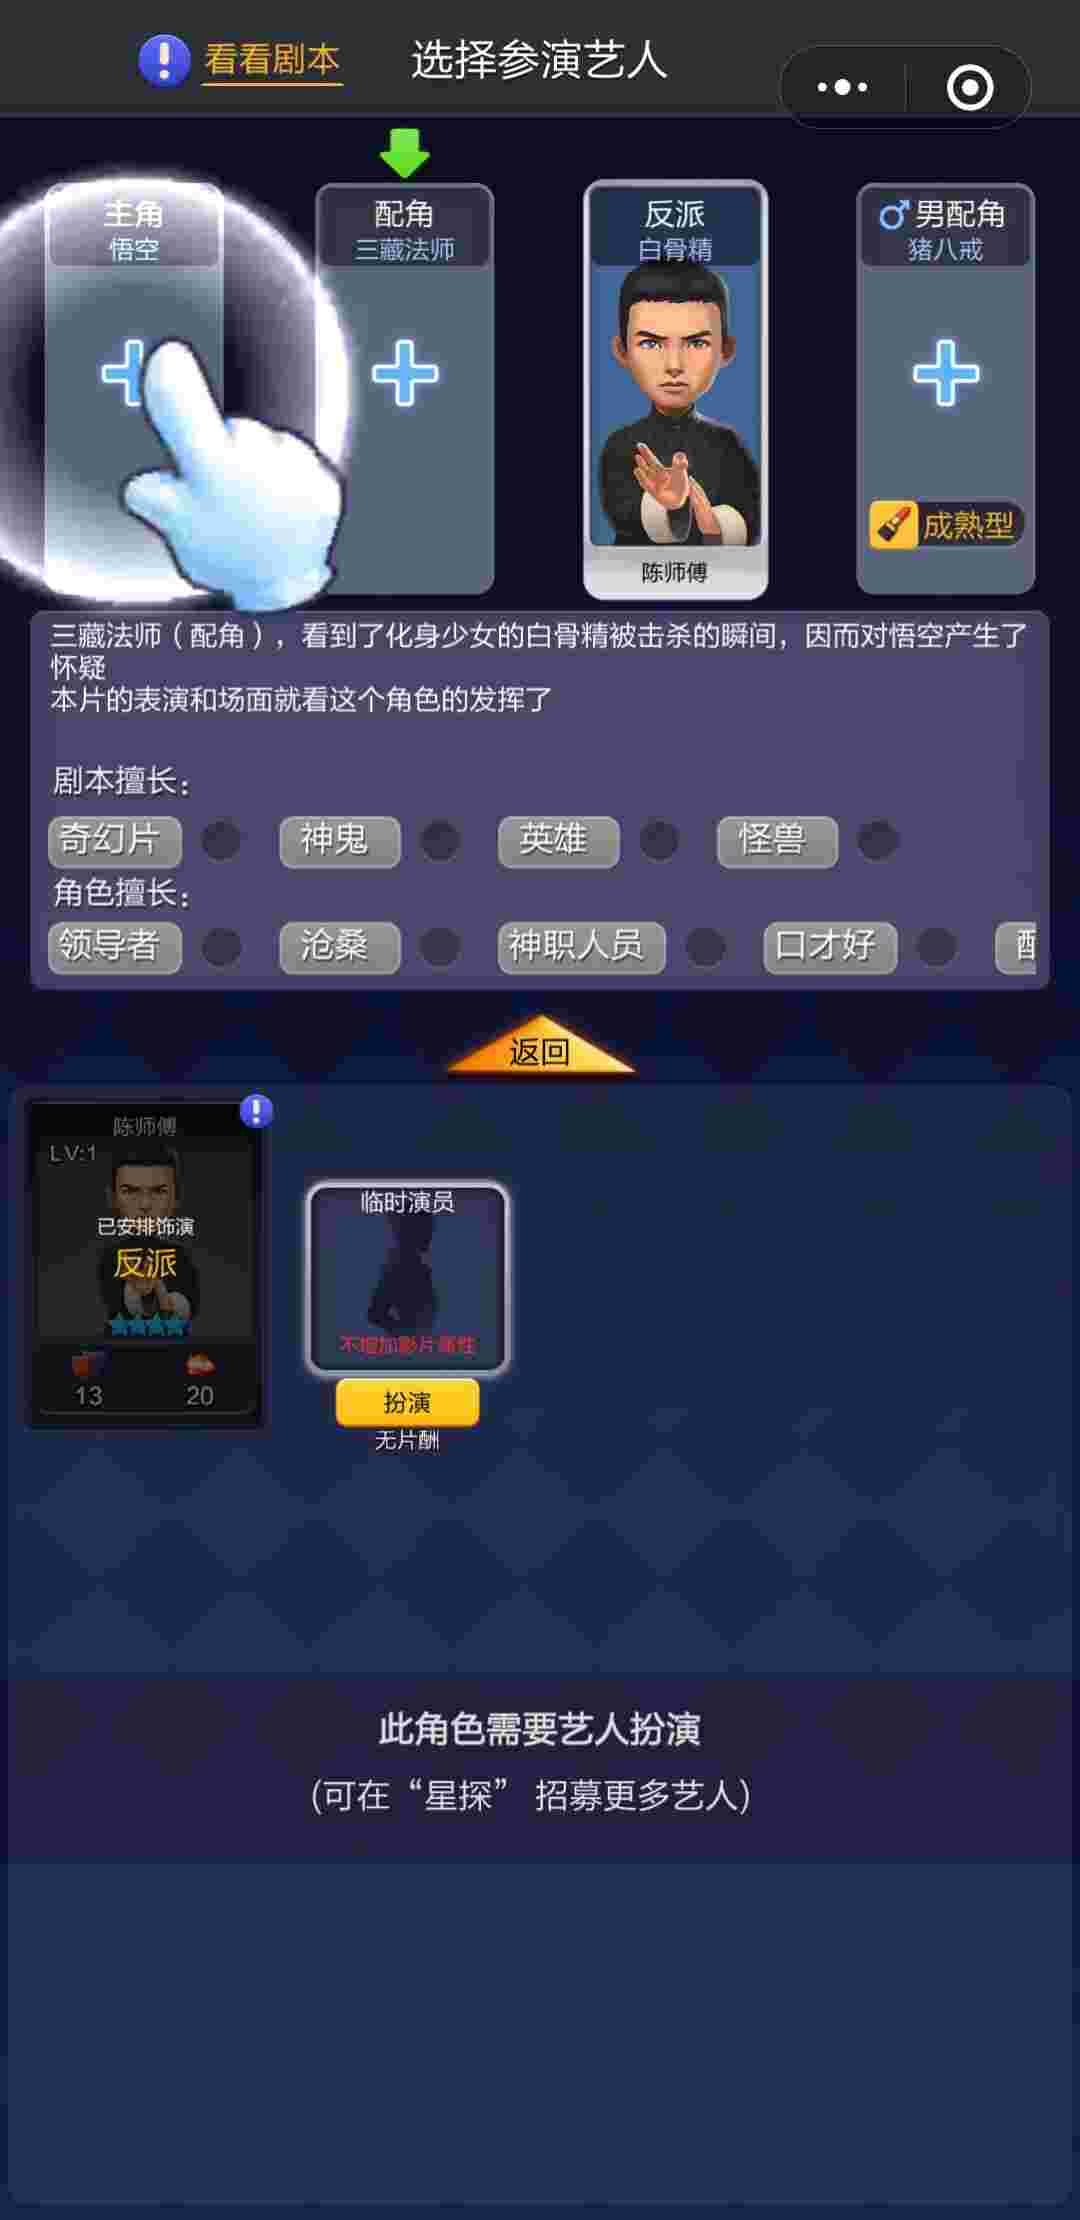 看看剧本
选择参演艺人
主角
悟空
配角
三藏法师
反派
白骨精
陈师傅
男配角
猪八戒
成熟型
三藏法师（配角），看到了化身少女的白骨精被击杀的瞬间，因而对悟空产生了
怀疑
本片的表演和场面就看这个角色的发挥了
剧本擅长：
奇幻片 神鬼 英雄 怪兽
角色擅长：
领导者 沧桑 神职人员 口才好
返回
陈师傅
LV:1
已安排饰演
反派
13 20
临时演员
不增加影片属性
扮演
无片酬
此角色需要艺人扮演
(可在“星探” 招募更多艺人)